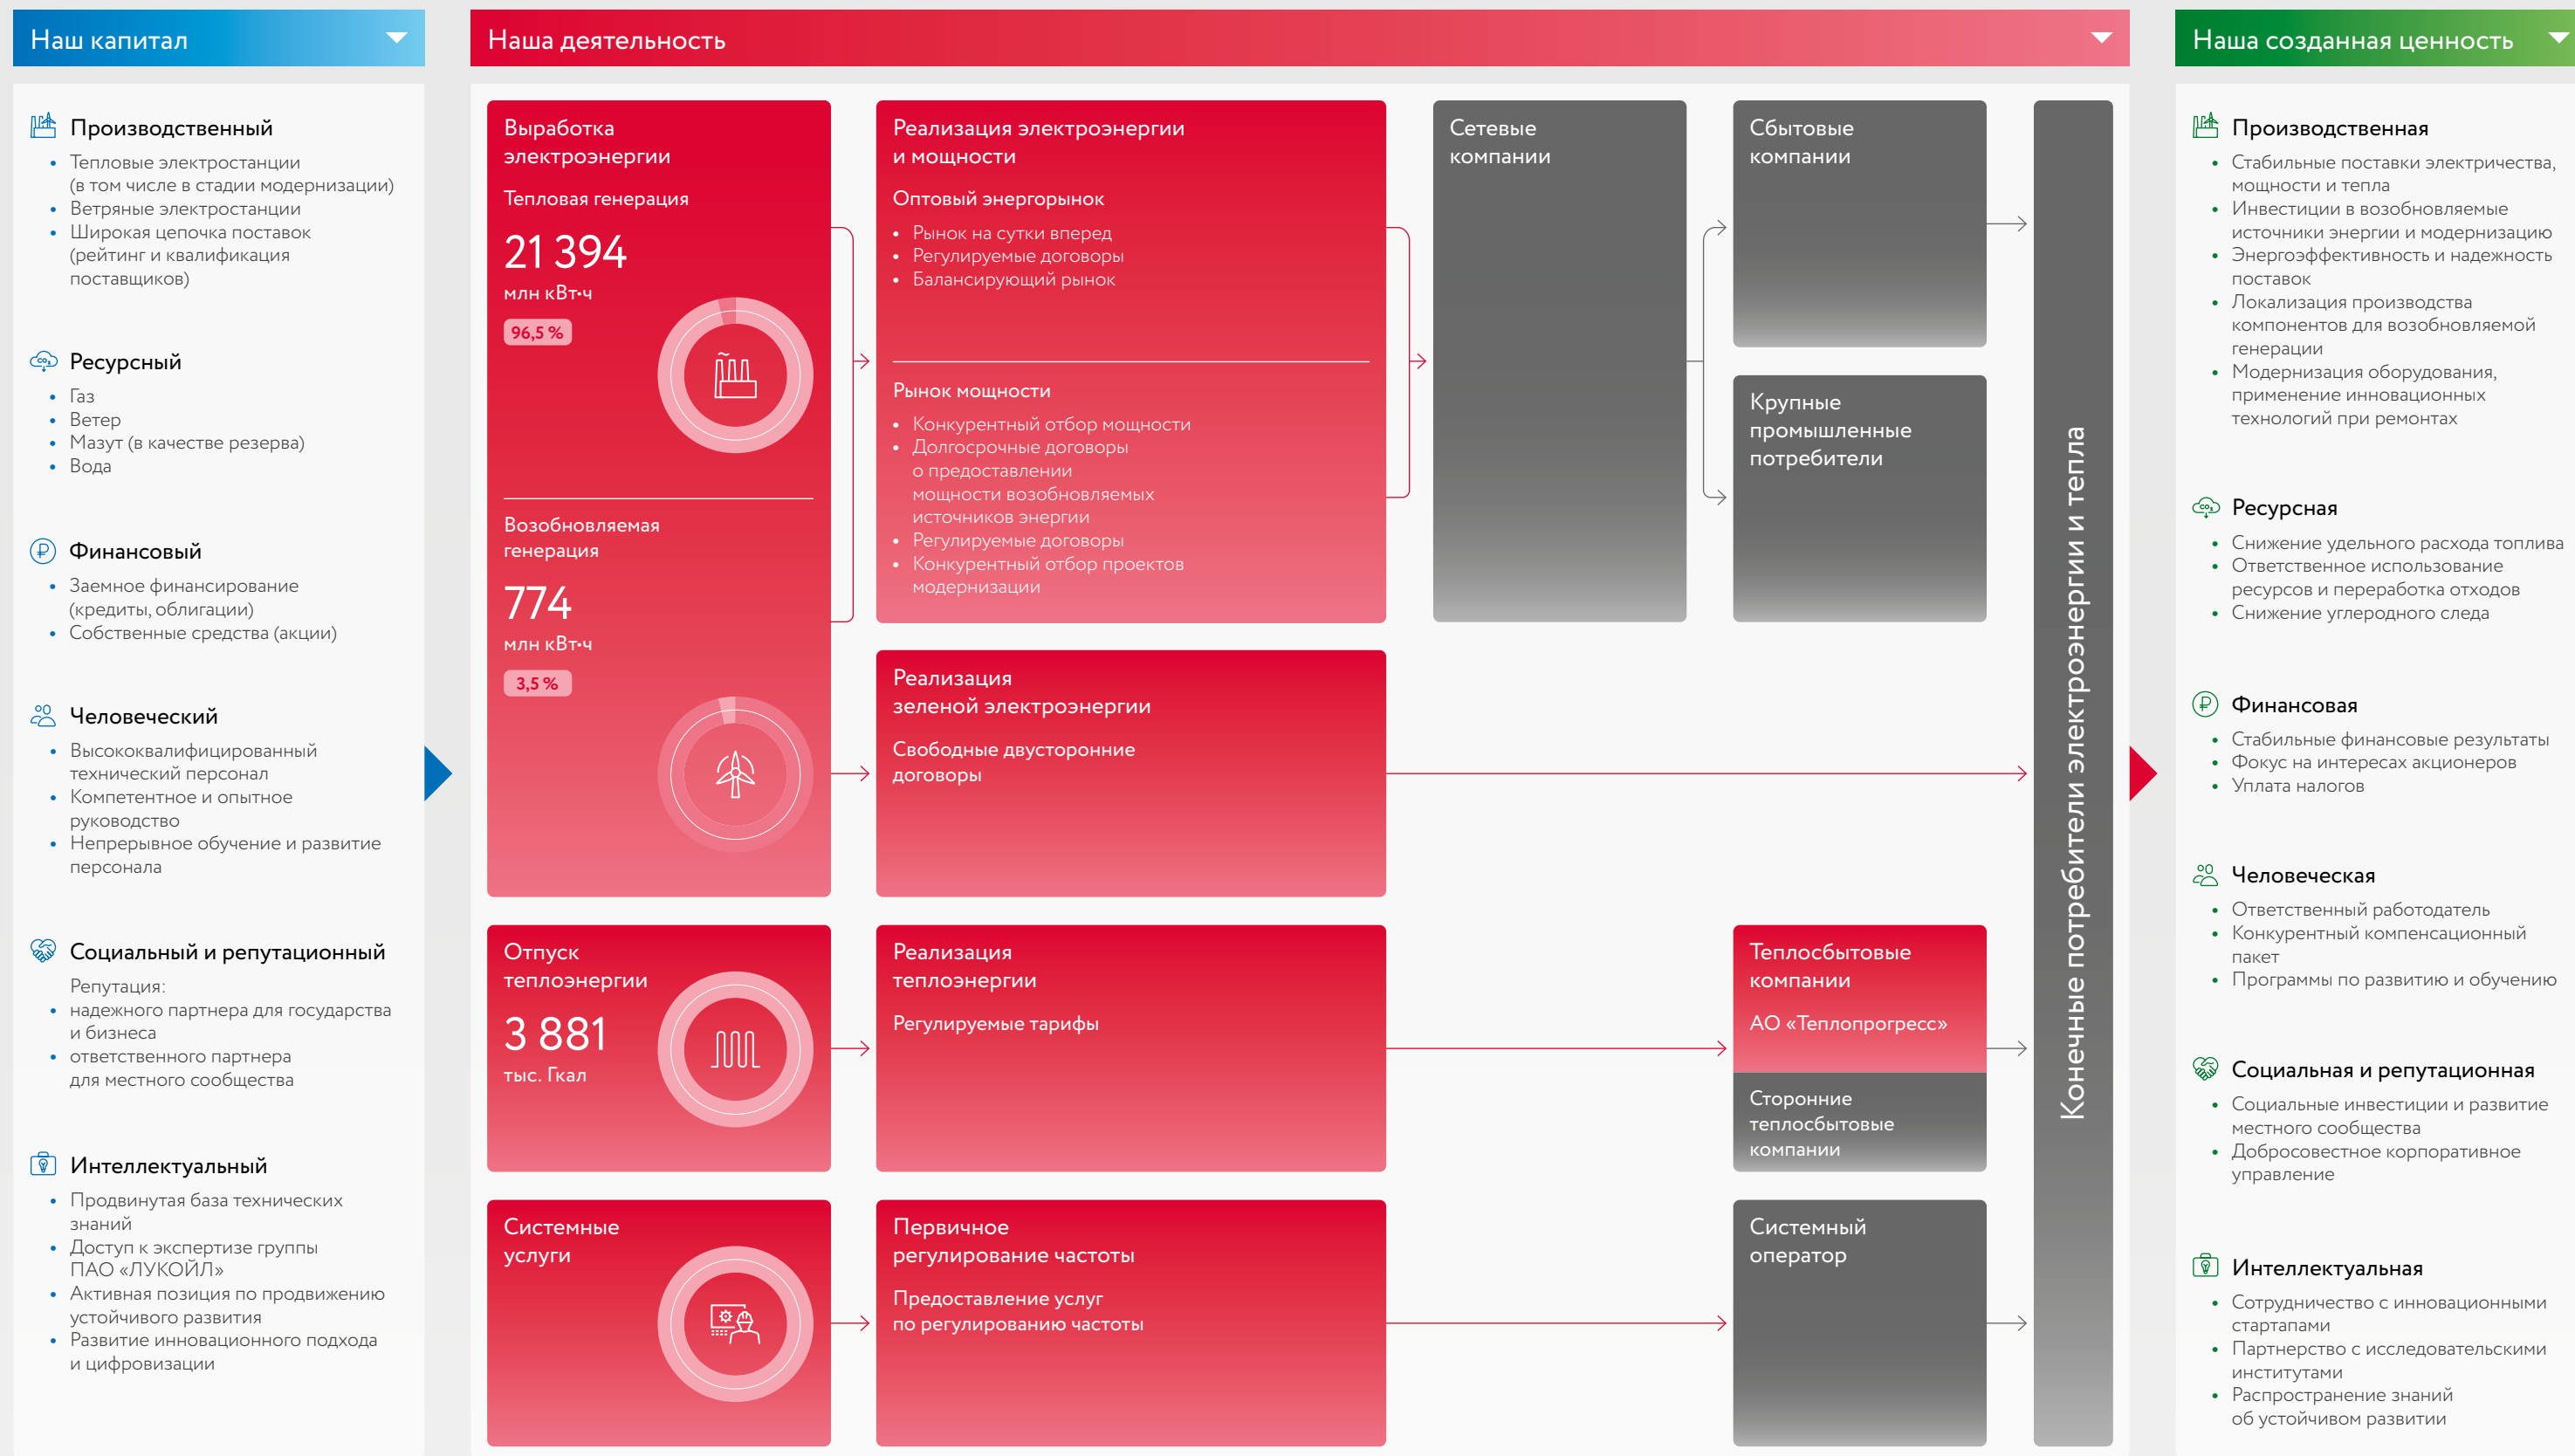 Наш капитал
Производственный
• Тепловые электростанции
(в том числе в стадии модернизации)
• Ветряные электростанции
• Широкая цепочка поставок
(рейтинг и квалификация
поставщиков)
Ресурсный
• Газ
• Ветер
• Мазут (в качестве резерва)
• Вода
Финансовый
• Заемное финансирование
(кредиты, облигации)
• Собственные средства (акции)
Человеческий
• Высококвалифицированный
технический персонал
• Компетентное и опытное
руководство
• Непрерывное обучение и развитие
персонала
Социальный и репутационный
Репутация:
• надежного партнера для государства
и бизнеса
• ответственного партнера
для местного сообщества
Интеллектуальный
• Продвинутая база технических
знаний
• Доступ к экспертизе группы
ПАО «ЛУКОЙЛ»
• Активная позиция по продвижению
устойчивого развития
• Развитие инновационного подхода
и цифровизации
Наша деятельность
Выработка
электроэнергии
Тепловая генерация
21 394
млн кВт•ч
96,5 %
Возобновляемая
генерация
774
млн кВт•ч
3,5 %
Реализация электроэнергии
и мощности
Оптовый энергорынок
• Рынок на сутки вперед
• Регулируемые договоры
• Балансирующий рынок
Рынок мощности
• Конкурентный отбор мощности
• Долгосрочные договоры
о предоставлении
мощности возобновляемых
источников энергии
• Регулируемые договоры
• Конкурентный отбор проектов
модернизации
Сетевые
компании
Сбытовые
компании
Крупные
промышленные
потребители
Реализация
зеленой электроэнергии
Свободные двусторонние
договоры
Отпуск
теплоэнергии
3 881
тыс. Гкал
Реализация
теплоэнергии
Регулируемые тарифы
Теплосбытовые
компании
АО «Теплопрогресс»
Сторонние
теплосбытовые
компании
Системные
услуги
Первичное
регулирование частоты
Предоставление услуг
по регулированию частоты
Системный
оператор
Конечные потребители электроэнергии и тепла
Наша созданная ценность
Производственная
• Стабильные поставки электричества,
мощности и тепла
• Инвестиции в возобновляемые
источники энергии и модернизацию
• Энергоэффективность и надежность
поставок
• Локализация производства
компонентов для возобновляемой
генерации
• Модернизация оборудования,
применение инновационных
технологий при ремонтах
Ресурсная
• Снижение удельного расхода топлива
• Ответственное использование
ресурсов и переработка отходов
• Снижение углеродного следа
Финансовая
• Стабильные финансовые результаты
• Фокус на интересах акционеров
• Уплата налогов
Человеческая
• Ответственный работодатель
• Конкурентный компенсационный
пакет
• Программы по развитию и обучению
Социальная и репутационная
• Социальные инвестиции и развитие
местного сообщества
• Добросовестное корпоративное
управление
Интеллектуальная
• Сотрудничество с инновационными
стартапами
• Партнерство с исследовательскими
институтами
• Распространение знаний
об устойчивом развитии